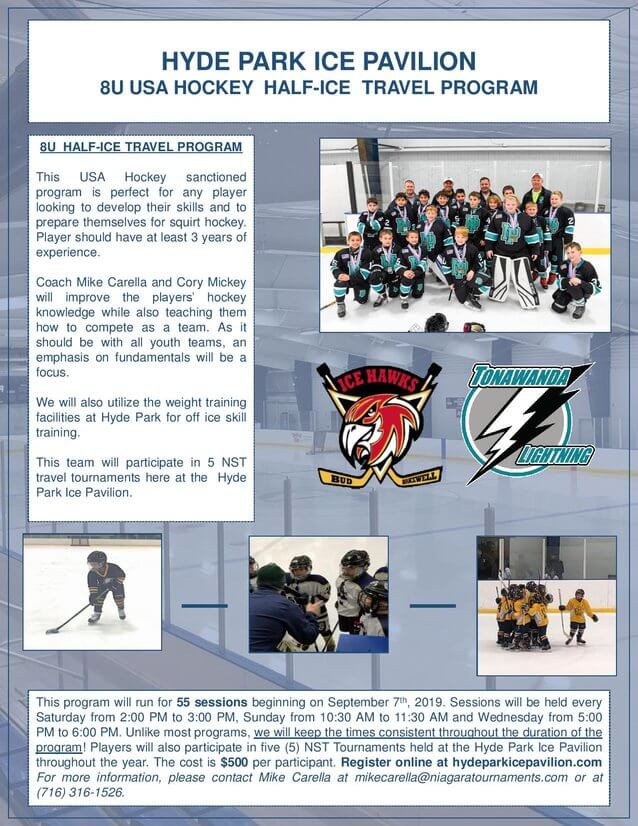 HYDE PARK ICE PAVILION
8U USA HOCKEY HALF-ICE TRAVEL PROGRAM
8U HALF-ICE TRAVEL PROGRAM
This USA Hockey sanctioned
program is perfect for any player
looking to develop their skills and to
prepare themselves for squirt hockey.
Player should have at least 3 years of
experience.
Coach Mike Carella and Cory Mickey
will improve the players' hockey
knowledge while also teaching them
how to compete as a team. As it
should be with all youth teams, an
emphasis on fundamentals will be a
focus.
We will also utilize the weight training
facilities at Hyde Park for off ice skill
training.
This team will participate in 5 NST
travel tournaments here at the Hyde
Park Ice Pavilion.
ICE HAWKS
BUD BAKEWELL
TONAWANDA
LIGHTNING
This program will run for 55 sessions beginning on September 7th, 2019. Sessions will be held every
Saturday from 2:00 PM to 3:00 PM, Sunday from 10:30 AM to 11:30 AM and Wednesday from 5:00
PM to 6:00 PM. Unlike most programs, we will keep the times consistent throughout the duration of the
program! Players will also participate in five (5) NST Tournaments held at the Hyde Park Ice Pavilion
throughout the year. The cost is $500 per participant. Register online at hydeparkicepavilion.com
For more information, please contact Mike Carella at mikecarella@niagaratournaments.com or at
(716) 316-1526.